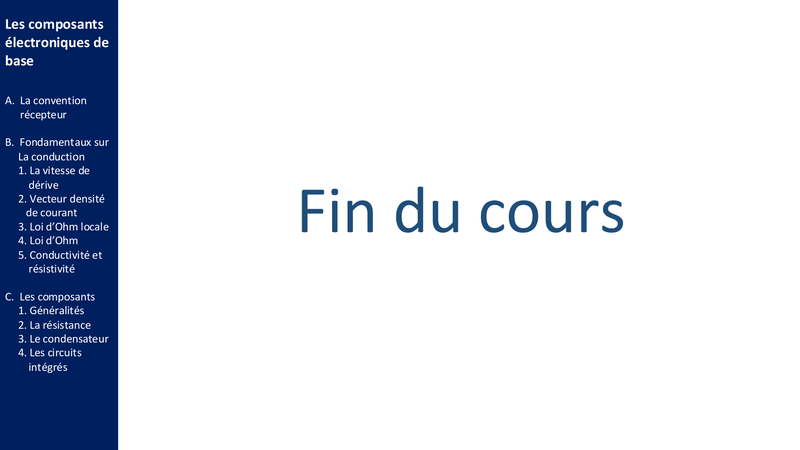 Les composants
électroniques de
base
A. La convention
récepteur
B. Fondamentaux sur
La conduction
1. La vitesse de
dérive
2. Vecteur densité
de courant
3. Loi d’Ohm locale
4. Loi d’Ohm
5. Conductivité et
résistivité
C. Les composants
1. Généralités
2. La résistance
3. Le condensateur
4. Les circuits
intégrés
Fin du cours